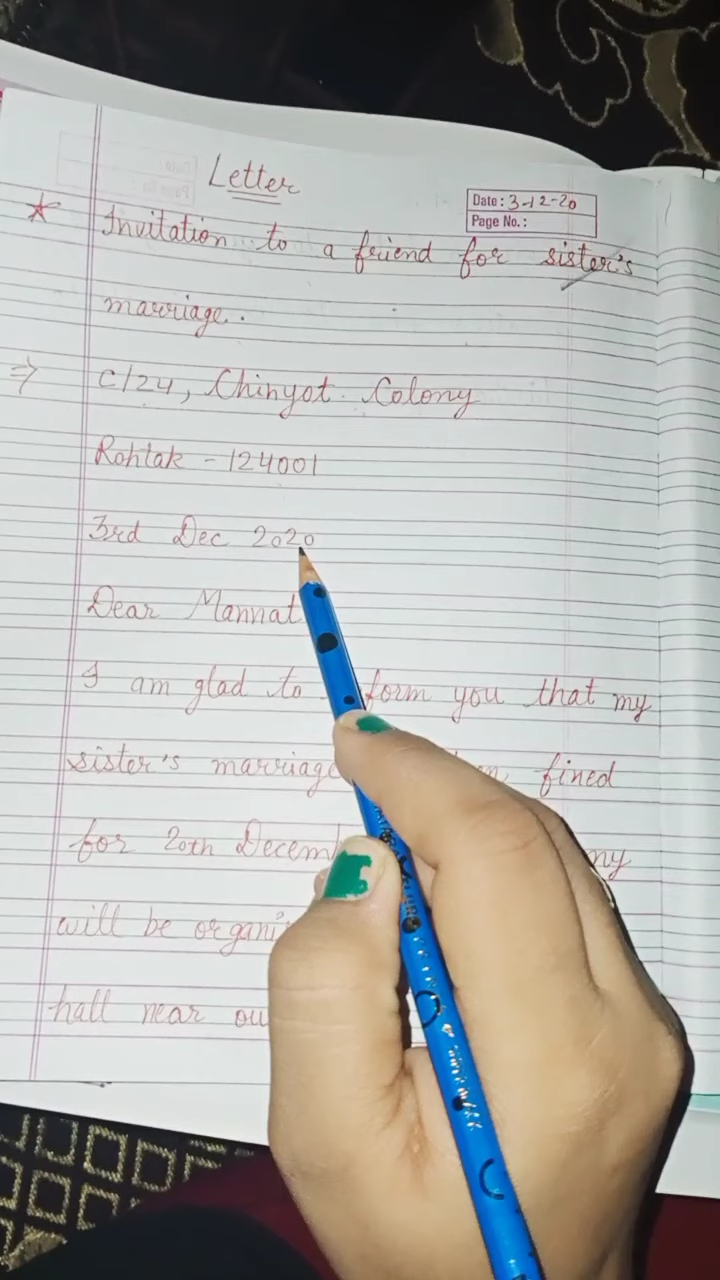 Letter
Date: 3-12-20
Page No.:
Invitation to a friend for sister's
marriage.
C/24, Chinyot Colony
Rohtak - 124001
3rd Dec 2020
Dear Mannat
I am glad to form you that my
sister's marriage fined
for 20th Decem my
will be organi
hall near ou